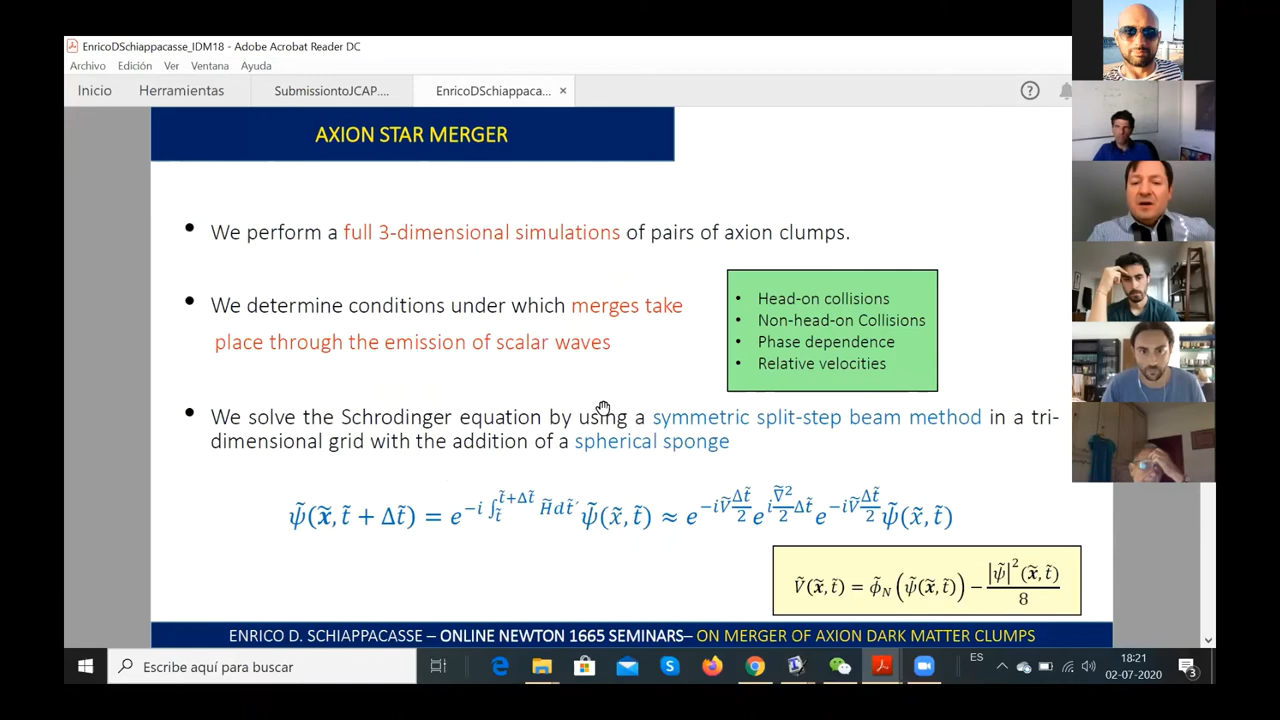 EnricoDSchiappacasse_IDM18 - Adobe Acrobat Reader DC
Archivo Edición Ver Ventana Ayuda
Inicio Herramientas SubmissiontoJCAP.... EnricoDSchiappaca... ×
AXION STAR MERGER
• We perform a full 3-dimensional simulations of pairs of axion clumps.
• We determine conditions under which merges take
place through the emission of scalar waves
• Head-on collisions
• Non-head-on Collisions
• Phase dependence
• Relative velocities
• We solve the Schrodinger equation by using a symmetric split-step beam method in a tri-
dimensional grid with the addition of a spherical sponge
ψ̃(x̃, t̃ + Δt̃) = e^{−i ∫_{t̃}^{t̃+Δt̃} H̃dt̃′} ψ̃(x̃, t̃) ≈ e^{−iṼ Δt̃/2} e^{i ∇̃²/2 Δt̃} e^{−iṼ Δt̃/2} ψ̃(x̃, t̃)
Ṽ(x̃, t̃) = ϕ̃_N (ψ̃(x̃, t̃)) − |ψ̃|²(x̃, t̃)/8
ENRICO D. SCHIAPPACASSE – ONLINE NEWTON 1665 SEMINARS– ON MERGER OF AXION DARK MATTER CLUMPS
Escribe aquí para buscar
ES
18:21
02-07-2020
3